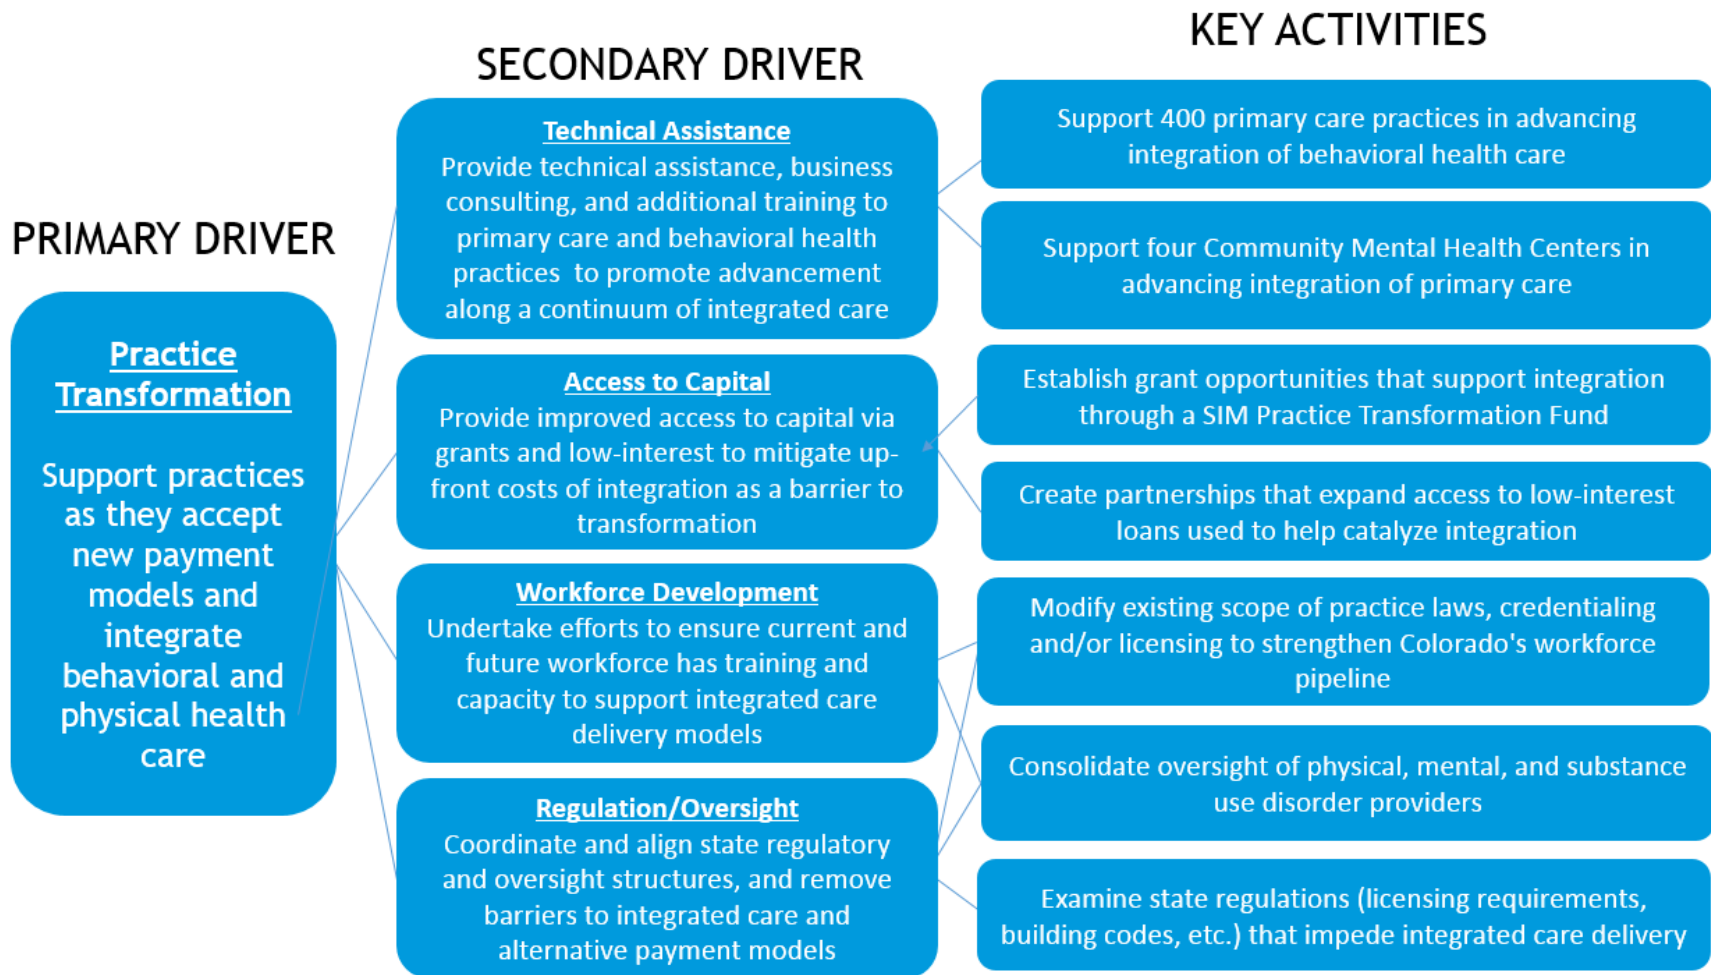 PRIMARY DRIVER
Practice
Transformation
Support practices
as they accept
new payment
models and
integrate
behavioral and
physical health
care
SECONDARY DRIVER
Technical Assistance
Provide technical assistance, business
consulting, and additional training to
primary care and behavioral health
practices to promote advancement
along a continuum of integrated care
Access to Capital
Provide improved access to capital via
grants and low-interest to mitigate up-
front costs of integration as a barrier to
transformation
Workforce Development
Undertake efforts to ensure current and
future workforce has training and
capacity to support integrated care
delivery models
Regulation/Oversight
Coordinate and align state regulatory
and oversight structures, and remove
barriers to integrated care and
alternative payment models
KEY ACTIVITIES
Support 400 primary care practices in advancing
integration of behavioral health care
Support four Community Mental Health Centers in
advancing integration of primary care
Establish grant opportunities that support integration
through a SIM Practice Transformation Fund
Create partnerships that expand access to low-interest
loans used to help catalyze integration
Modify existing scope of practice laws, credentialing
and/or licensing to strengthen Colorado's workforce
pipeline
Consolidate oversight of physical, mental, and substance
use disorder providers
Examine state regulations (licensing requirements,
building codes, etc.) that impede integrated care delivery